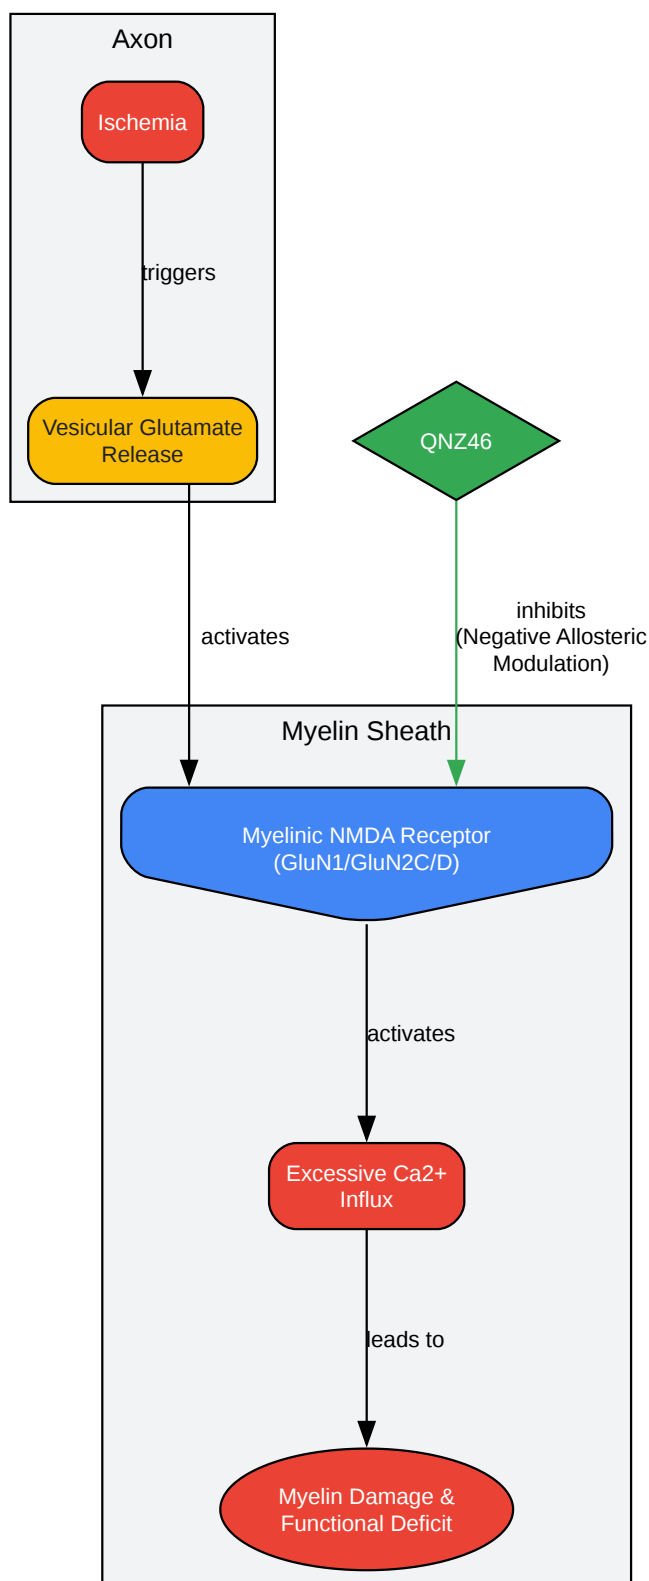 Axon
Ischemia
triggers
Vesicular Glutamate
Release
QNZ46
activates
inhibits
(Negative Allosteric
Modulation)
Myelin Sheath
Myelinic NMDA Receptor
(GluN1/GluN2C/D)
activates
Excessive Ca2+
Influx
leads to
Myelin Damage &
Functional Deficit